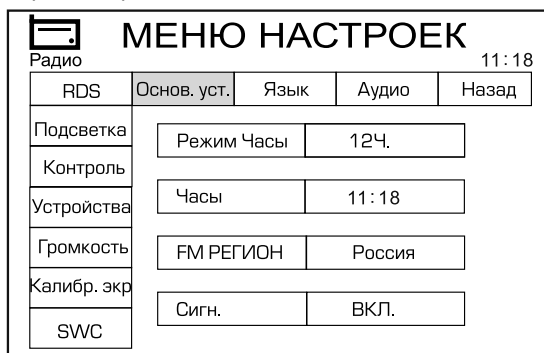 МЕНЮ НАСТРОЕК
Радио 11:18
RDS Основ. уст. Язык Аудио Назад
Подсветка
Режим Часы 12Ч.
Контроль
Часы 11:18
Устройства
Громкость
FM РЕГИОН Россия
Калибр. экр
Сигн. ВКЛ.
SWC